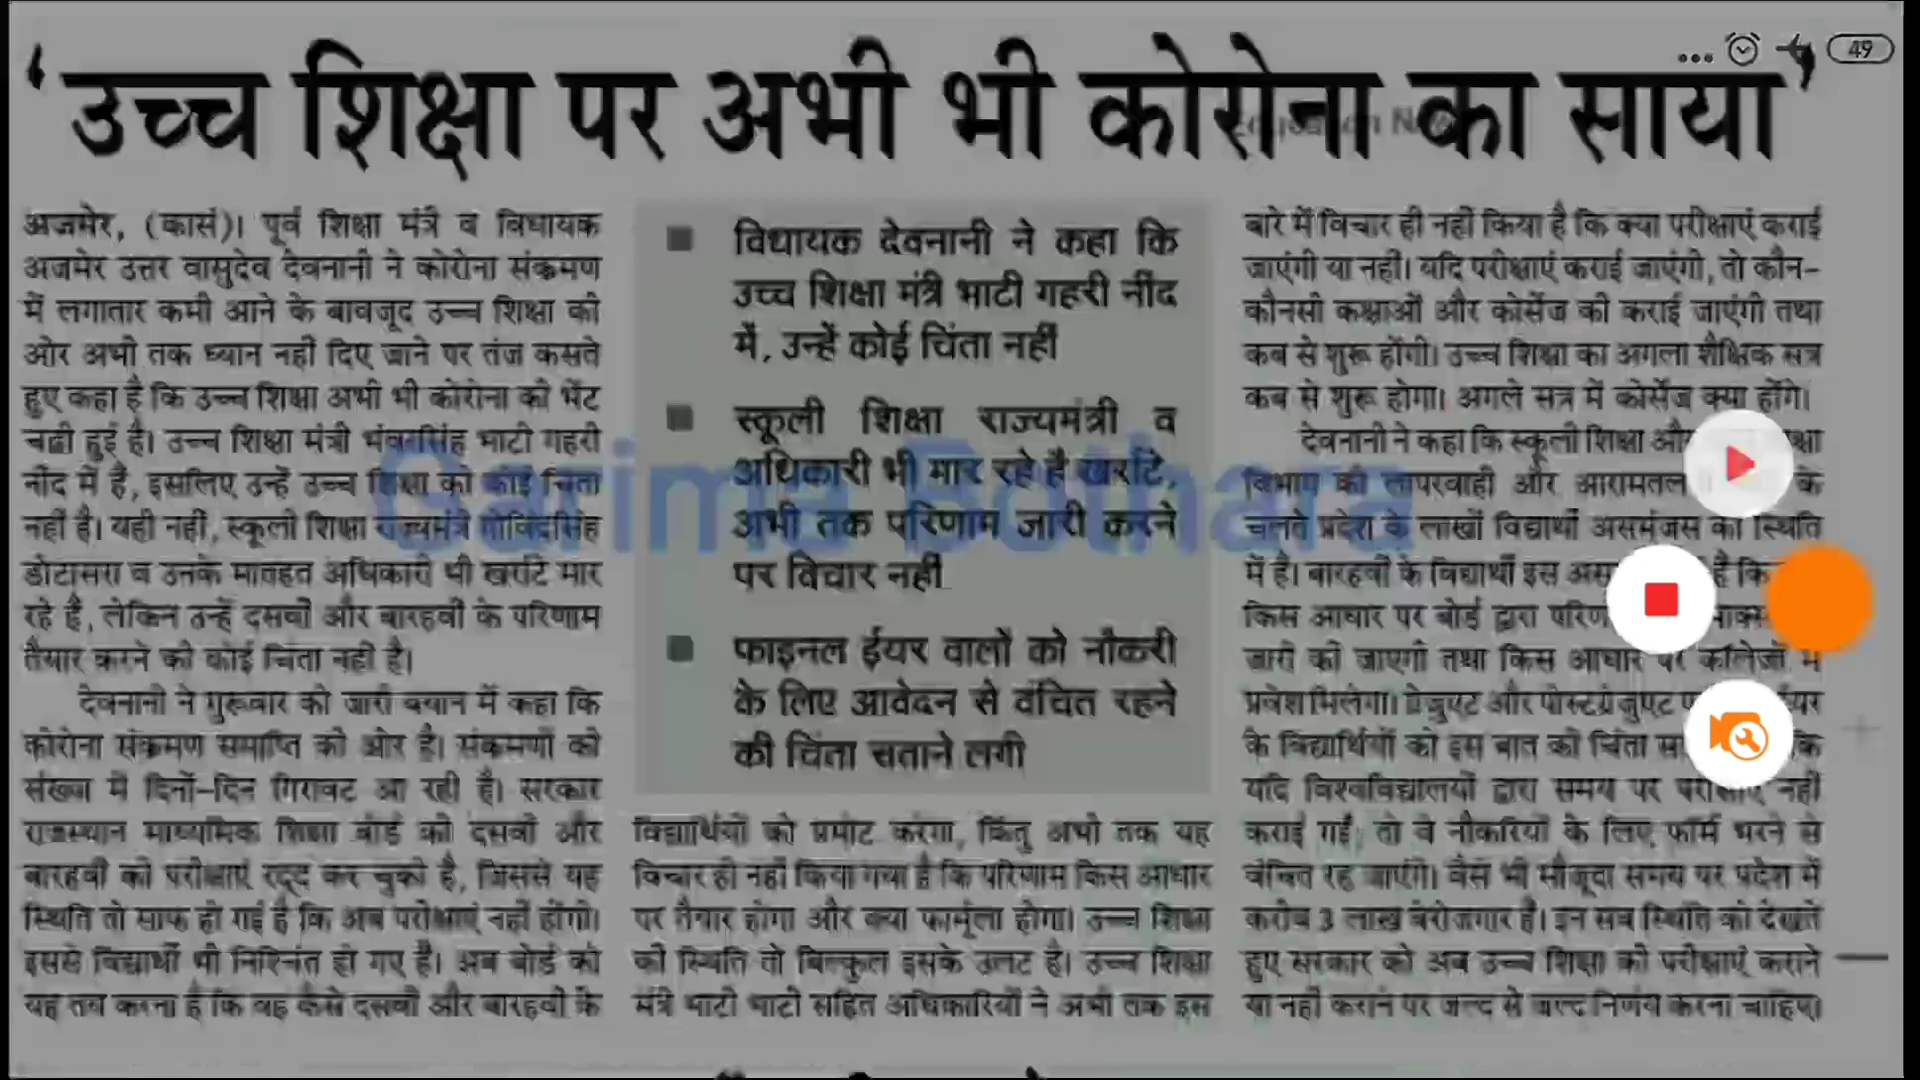 49
‘उच्च शिक्षा पर अभी भी कोरोना का साया’
अजमेर, (कासं)। पूर्व शिक्षा मंत्री व विधायक
अजमेर उत्तर वासुदेव देवनानी ने कोरोना संक्रमण
में लगातार कमी आने के बावजूद उच्च शिक्षा की
ओर अभी तक ध्यान नहीं दिए जाने पर तंज कसते
हुए कहा है कि उच्च शिक्षा अभी भी कोरोना की भेंट
चढ़ी हुई है। उच्च शिक्षा मंत्री भंवरसिंह भाटी गहरी
नींद में हैं, इसलिए उन्हें उच्च शिक्षा की कोई चिंता
नहीं है। यही नहीं, स्कूली शिक्षा राज्यमंत्री गोविंदसिंह
डोटासरा व उनके मातहत अधिकारी भी खर्राटे मार
रहे हैं, लेकिन उन्हें दसवीं और बारहवीं के परिणाम
तैयार करने की कोई चिंता नहीं है।
देवनानी ने गुरूवार को जारी बयान में कहा कि
कोरोना संक्रमण समाप्ति की ओर है। संक्रमणों की
संख्या में दिनों-दिन गिरावट आ रही है। सरकार
राजस्थान माध्यमिक शिक्षा बोर्ड की दसवीं और
बारहवीं की परीक्षाएं रद्द कर चुकी है, जिससे यह
स्थिति तो साफ हो गई है कि अब परीक्षाएं नहीं होंगी।
इससे विद्यार्थी भी निश्चिंत हो गए हैं। अब बोर्ड को
यह तय करना है कि वह कैसे दसवीं और बारहवीं के
विधायक देवनानी ने कहा कि
उच्च शिक्षा मंत्री भाटी गहरी नींद
में, उन्हें कोई चिंता नहीं
स्कूली शिक्षा राज्यमंत्री व
अधिकारी भी मार रहे है खर्राटे,
अभी तक परिणाम जारी करने
पर विचार नहीं
फाइनल ईयर वालों को नौकरी
के लिए आवेदन से वंचित रहने
की चिंता सताने लगी
विद्यार्थियों को प्रमोट करेगा, किंतु अभी तक यह
विचार ही नहीं किया गया है कि परिणाम किस आधार
पर तैयार होगा और क्या फार्मूला होगा। उच्च शिक्षा
की स्थिति तो बिल्कुल इसके उलट है। उच्च शिक्षा
मंत्री भाटी भाटी सहित अधिकारियों ने अभी तक इस
बारे में विचार ही नहीं किया है कि क्या परीक्षाएं कराई
जाएंगी या नहीं। यदि परीक्षाएं कराई जाएंगी, तो कौन-
कौनसी कक्षाओं और कोर्सेज की कराई जाएंगी तथा
कब से शुरू होंगी। उच्च शिक्षा का अगला शैक्षिक सत्र
कब से शुरू होगा। अगले सत्र में कोर्सेज क्या होंगे।
देवनानी ने कहा कि स्कूली शिक्षा और
विभाग की लापरवाही और के
चलते प्रदेश के लाखों विद्यार्थी असमंजस की स्थिति
में है। बारहवीं के विद्यार्थी इस है कि
किस आधार पर बोर्ड द्वारा
जारी की जाएगी तथा किस आधार पर कॉलेजों में
प्रवेश मिलेगा। ग्रेजुएट और पोस्टग्रेजुएट
के विद्यार्थियों को इस बात की चिंता कि
यदि विश्वविद्यालयों द्वारा समय पर परीक्षाएं नहीं
कराई गईं, तो वे नौकरियों के लिए फॉर्म भरने से
वंचित रह जाएंगे। वैसे भी मौजूदा समय पर प्रदेश में
करीब 3 लाख बेरोजगार हैं। इन सब स्थिति को देखते
हुए सरकार को अब उच्च शिक्षा की परीक्षाएं कराने
या नहीं कराने पर जल्द से जल्द निर्णय करना चाहिए।
Garima Bothara